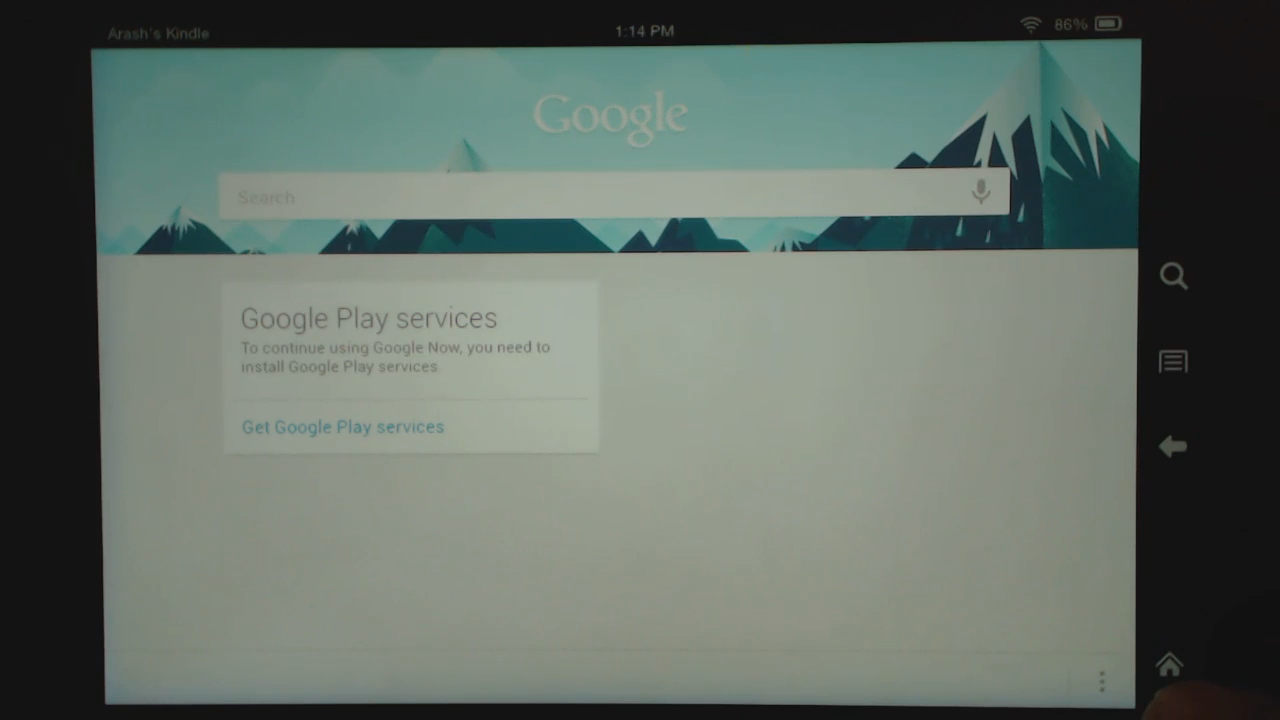 Arash's Kindle
1:14 PM
86%
Google
Search
Google Play services
To continue using Google Now, you need to
install Google Play services.
Get Google Play services